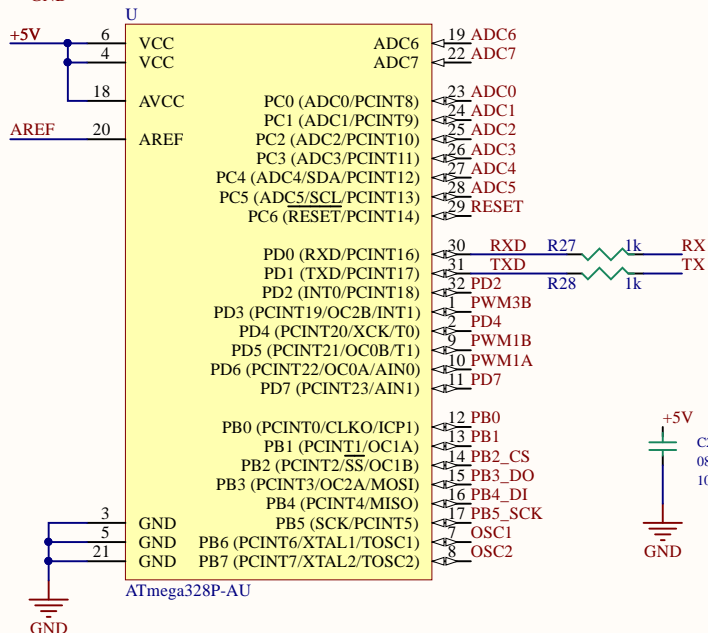 GND
U
+5V 6 VCC ADC6 19 ADC6
4 VCC ADC7 22 ADC7
18 AVCC PC0 (ADC0/PCINT8) 23 ADC0
PC1 (ADC1/PCINT9) 24 ADC1
AREF 20 AREF PC2 (ADC2/PCINT10) 25 ADC2
PC3 (ADC3/PCINT11) 26 ADC3
PC4 (ADC4/SDA/PCINT12) 27 ADC4
PC5 (ADC5/SCL/PCINT13) 28 ADC5
PC6 (RESET/PCINT14) 29 RESET
PD0 (RXD/PCINT16) 30 RXD R27 1k RX
PD1 (TXD/PCINT17) 31 TXD R28 1k TX
PD2 (INT0/PCINT18) 32 PD2
PD3 (PCINT19/OC2B/INT1) 1 PWM3B
PD4 (PCINT20/XCK/T0) 2 PD4
PD5 (PCINT21/OC0B/T1) 9 PWM1B
PD6 (PCINT22/OC0A/AIN0) 10 PWM1A
PD7 (PCINT23/AIN1) 11 PD7
PB0 (PCINT0/CLKO/ICP1) 12 PB0
PB1 (PCINT1/OC1A) 13 PB1
PB2 (PCINT2/SS/OC1B) 14 PB2_CS
PB3 (PCINT3/OC2A/MOSI) 15 PB3_DO
PB4 (PCINT4/MISO) 16 PB4_DI
3 GND PB5 (SCK/PCINT5) 17 PB5_SCK
5 GND PB6 (PCINT6/XTAL1/TOSC1) 7 OSC1
21 GND PB7 (PCINT7/XTAL2/TOSC2) 8 OSC2
ATmega328P-AU
GND
+5V
GND